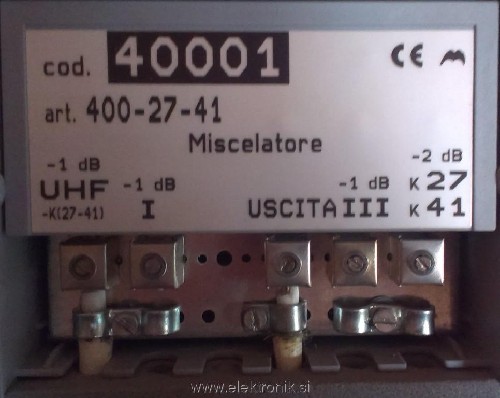 cod. 40001 CE
art. 400-27-41
Miscelatore
-1 dB -2 dB
UHF -1 dB -1 dB K 27
-K(27-41) I USCITA III K 41
www.elektronik.si